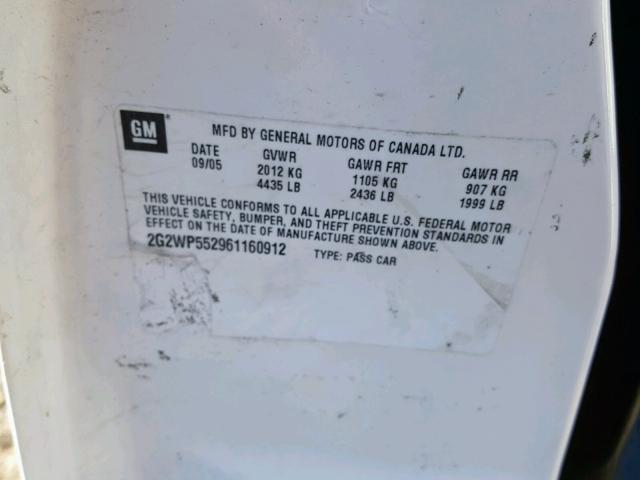 GM
MFD BY GENERAL MOTORS OF CANADA LTD.
DATE GVWR GAWR FRT GAWR RR
09/05 2012 KG 1105 KG 907 KG
4435 LB 2436 LB 1999 LB
THIS VEHICLE CONFORMS TO ALL APPLICABLE U.S. FEDERAL MOTOR
VEHICLE SAFETY, BUMPER, AND THEFT PREVENTION STANDARDS IN
EFFECT ON THE DATE OF MANUFACTURE SHOWN ABOVE.
2G2WP552961160912 TYPE: PASS CAR